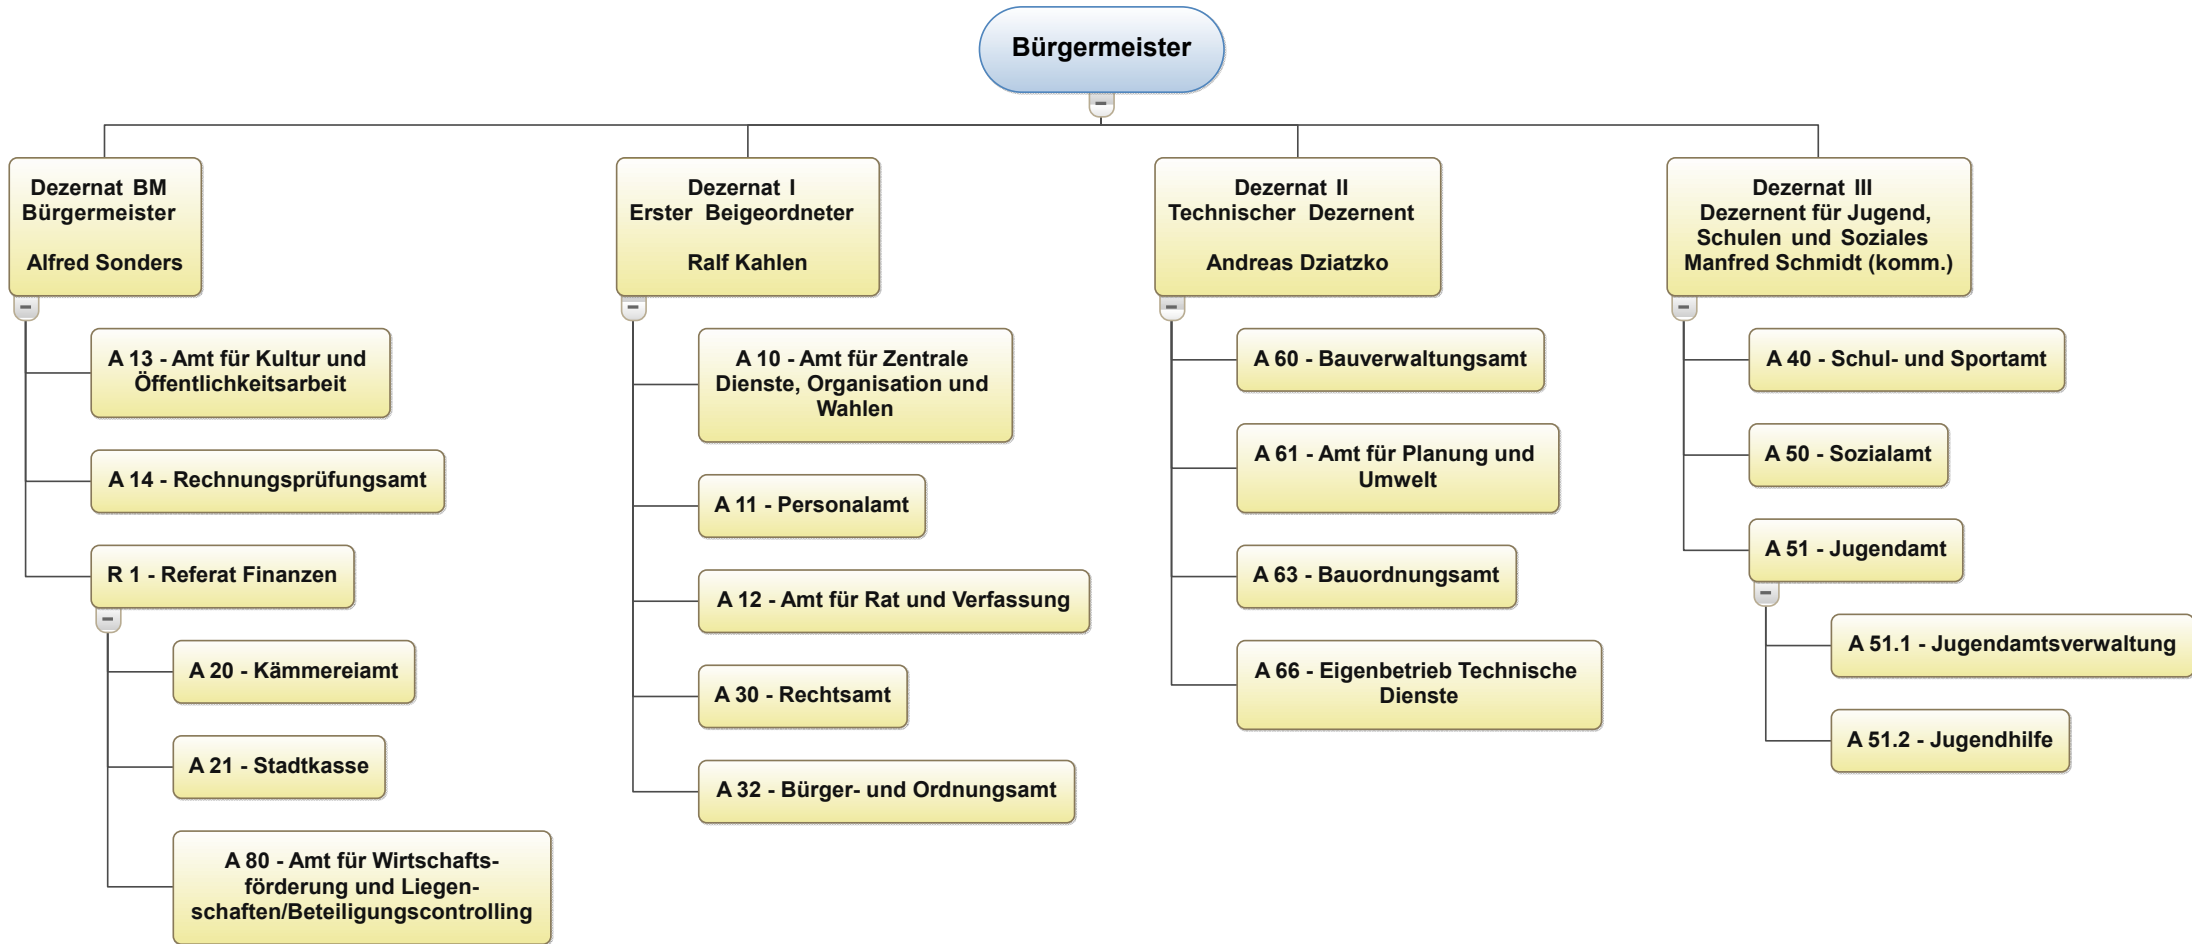 Bürgermeister
Dezernat BM
Bürgermeister
Alfred Sonders
A 13 - Amt für Kultur und
Öffentlichkeitsarbeit
A 14 - Rechnungsprüfungsamt
R 1 - Referat Finanzen
A 20 - Kämmereiamt
A 21 - Stadtkasse
A 80 - Amt für Wirtschafts-
förderung und Liegen-
schaften/Beteiligungscontrolling
Dezernat I
Erster Beigeordneter
Ralf Kahlen
A 10 - Amt für Zentrale
Dienste, Organisation und
Wahlen
A 11 - Personalamt
A 12 - Amt für Rat und Verfassung
A 30 - Rechtsamt
A 32 - Bürger- und Ordnungsamt
Dezernat II
Technischer Dezernent
Andreas Dziatzko
A 60 - Bauverwaltungsamt
A 61 - Amt für Planung und
Umwelt
A 63 - Bauordnungsamt
A 66 - Eigenbetrieb Technische
Dienste
Dezernat III
Dezernent für Jugend,
Schulen und Soziales
Manfred Schmidt (komm.)
A 40 - Schul- und Sportamt
A 50 - Sozialamt
A 51 - Jugendamt
A 51.1 - Jugendamtsverwaltung
A 51.2 - Jugendhilfe